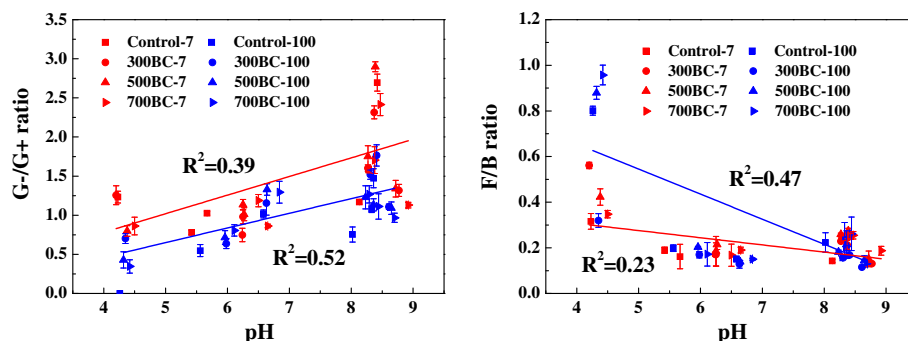 3.5
3.0
2.5
2.0
1.5
1.0
0.5
0.0
G-/G+ ratio
Control-7 Control-100
300BC-7 300BC-100
500BC-7 500BC-100
700BC-7 700BC-100
R²=0.39
R²=0.52
4 5 6 7 8 9
pH
1.2
1.0
0.8
0.6
0.4
0.2
0.0
F/B ratio
Control-7 Control-100
300BC-7 300BC-100
500BC-7 500BC-100
700BC-7 700BC-100
R²=0.47
R²=0.23
4 5 6 7 8 9
pH